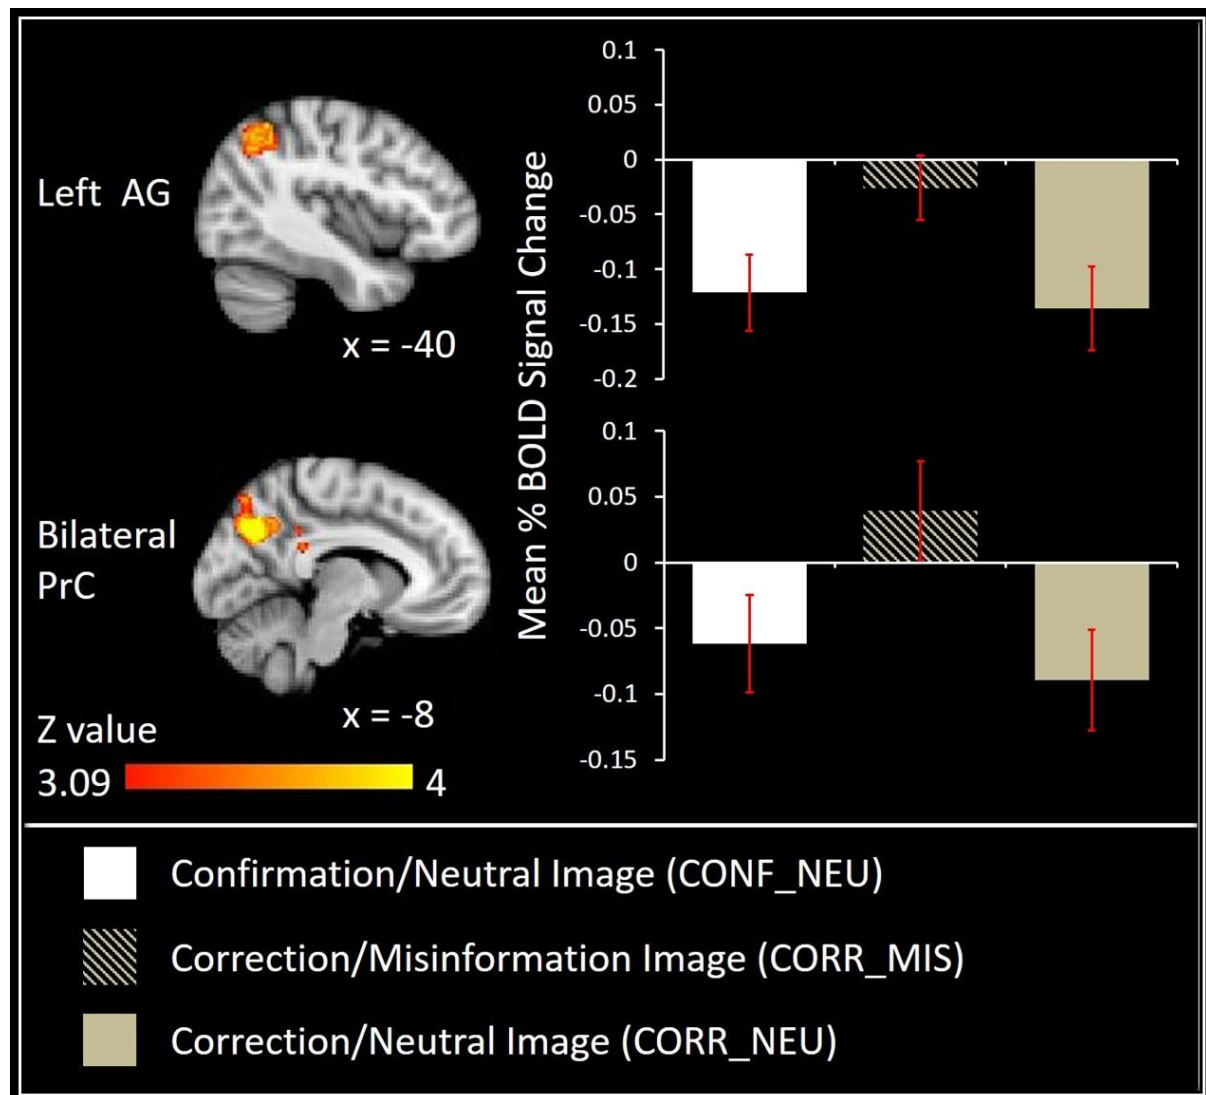 Left AG
x = -40
Bilateral
PrC
x = -8
Z value
3.09
4
Mean % BOLD Signal Change
0.1
0.05
0
-0.05
-0.1
-0.15
-0.2
0.1
0.05
0
-0.05
-0.1
-0.15
Confirmation/Neutral Image (CONF_NEU)
Correction/Misinformation Image (CORR_MIS)
Correction/Neutral Image (CORR_NEU)